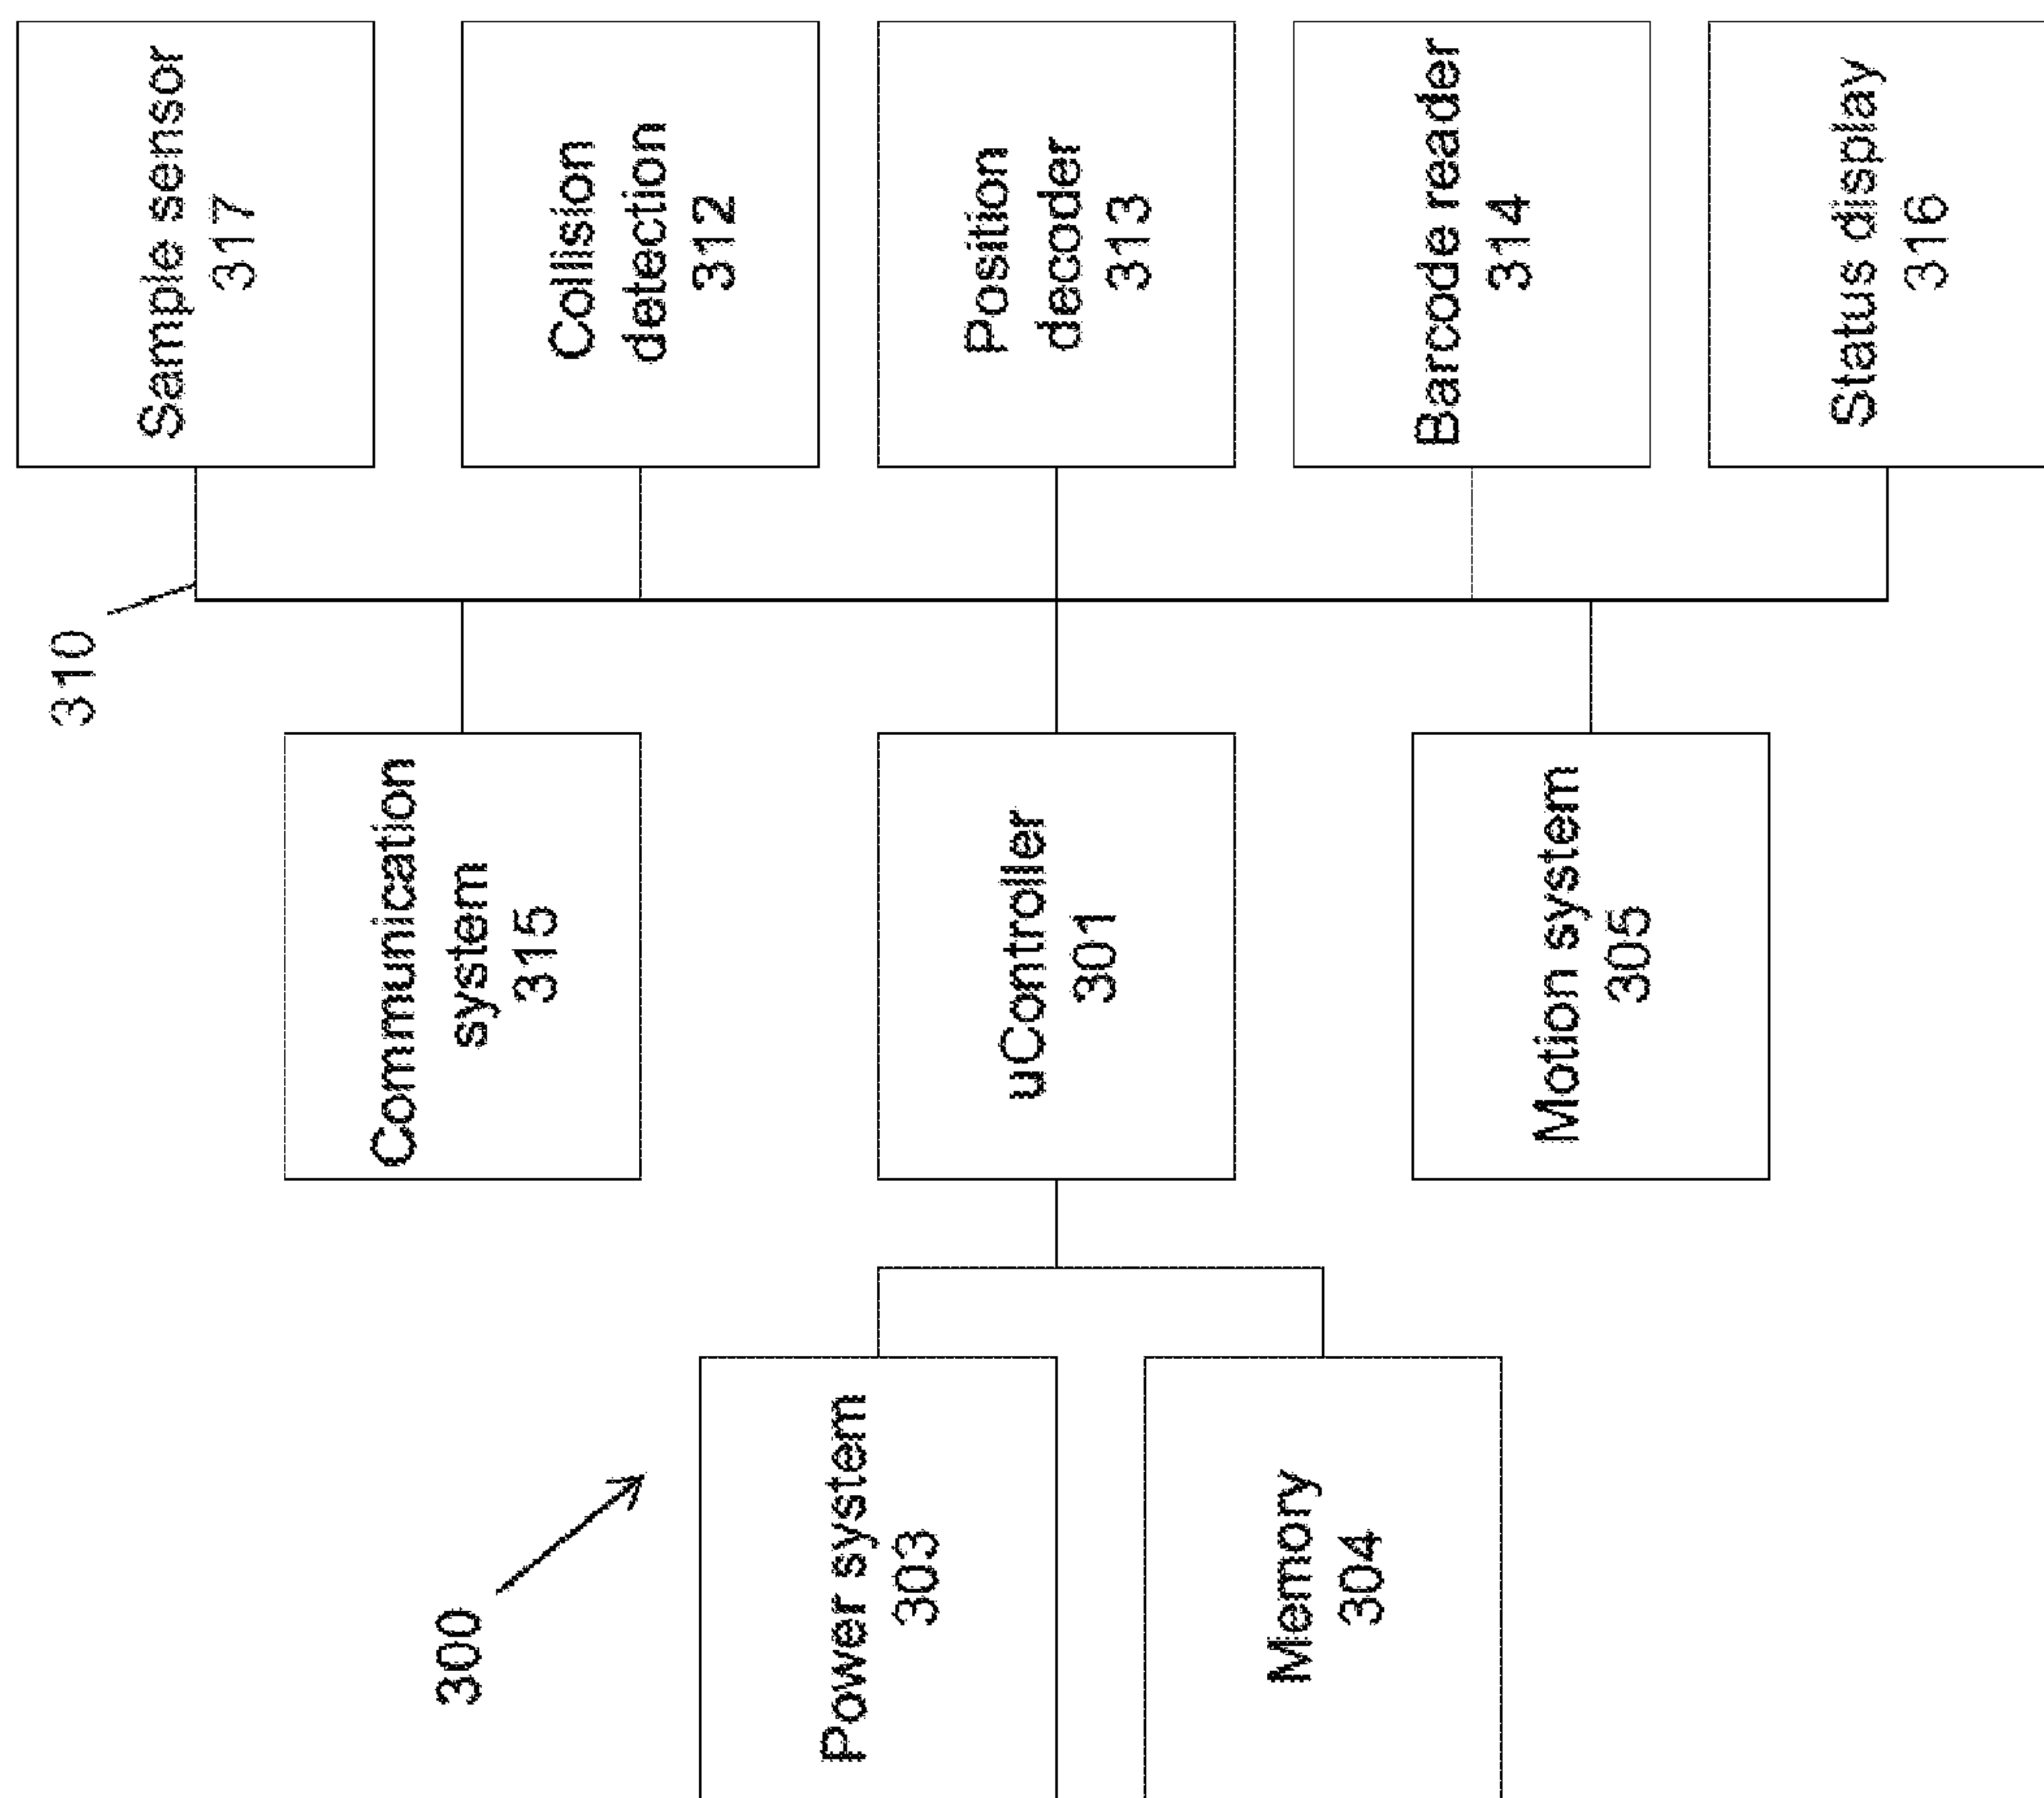 300
310
Power system
303
Memory
304
Communication
system
315
uController
301
Motion system
305
Sample sensor
317
Collision
detection
312
Position
decoder
313
Barcode reader
314
Status display
316